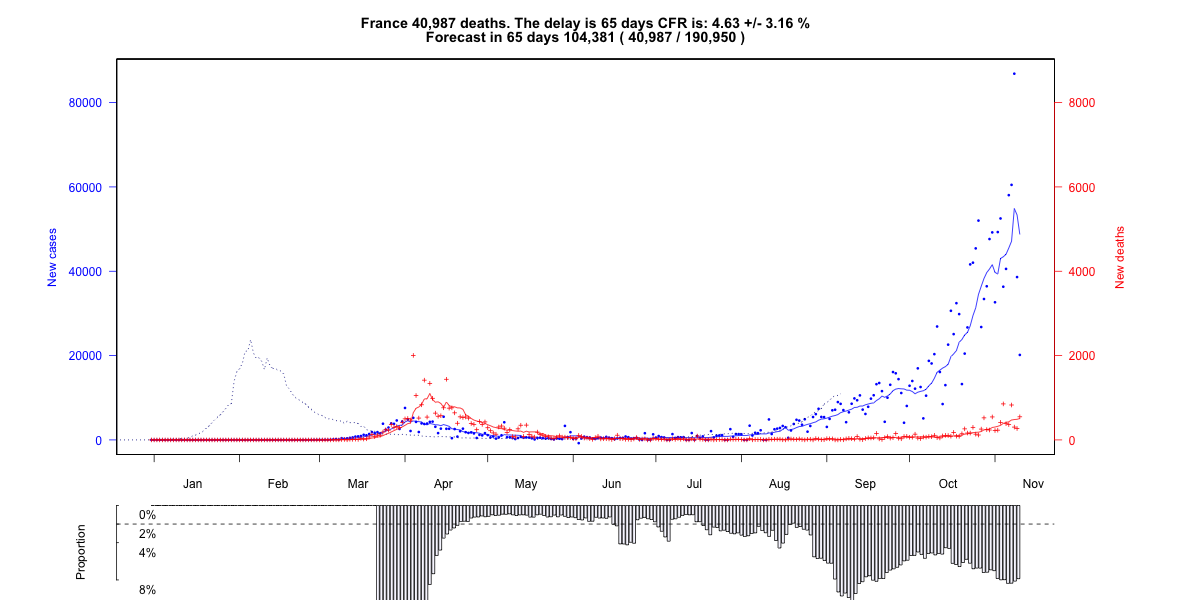 France 40,987 deaths. The delay is 65 days CFR is: 4.63 +/- 3.16 %
Forecast in 65 days 104,381 ( 40,987 / 190,950 )
80000
60000
40000
20000
0
New cases
8000
6000
4000
2000
0
New deaths
Jan Feb Mar Apr May Jun Jul Aug Sep Oct Nov
Proportion
0%
2%
4%
8%